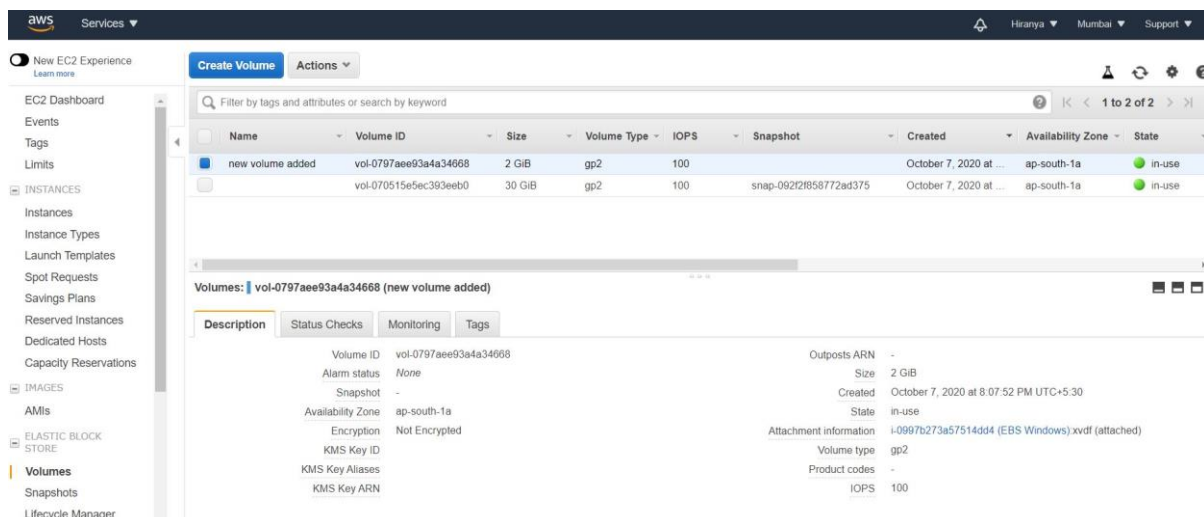 aws Services ▼ Hiranya ▼ Mumbai ▼ Support ▼
New EC2 Experience
Learn more
EC2 Dashboard
Events
Tags
Limits
INSTANCES
Instances
Instance Types
Launch Templates
Spot Requests
Savings Plans
Reserved Instances
Dedicated Hosts
Capacity Reservations
IMAGES
AMIs
ELASTIC BLOCK
STORE
Volumes
Snapshots
Lifecycle Manager
Create Volume Actions
Filter by tags and attributes or search by keyword 1 to 2 of 2
Name Volume ID Size Volume Type IOPS Snapshot Created Availability Zone State
new volume added vol-0797aee93a4a34668 2 GiB gp2 100 October 7, 2020 at ... ap-south-1a in-use
vol-070515e5ec393eeb0 30 GiB gp2 100 snap-092f2f858772ad375 October 7, 2020 at ... ap-south-1a in-use
Volumes: vol-0797aee93a4a34668 (new volume added)
Description Status Checks Monitoring Tags
Volume ID vol-0797aee93a4a34668 Outposts ARN -
Alarm status None Size 2 GiB
Snapshot - Created October 7, 2020 at 8:07:52 PM UTC+5:30
Availability Zone ap-south-1a State in-use
Encryption Not Encrypted Attachment information i-0997b273a57514dd4 (EBS Windows):xvdf (attached)
KMS Key ID Volume type gp2
KMS Key Aliases Product codes -
KMS Key ARN IOPS 100